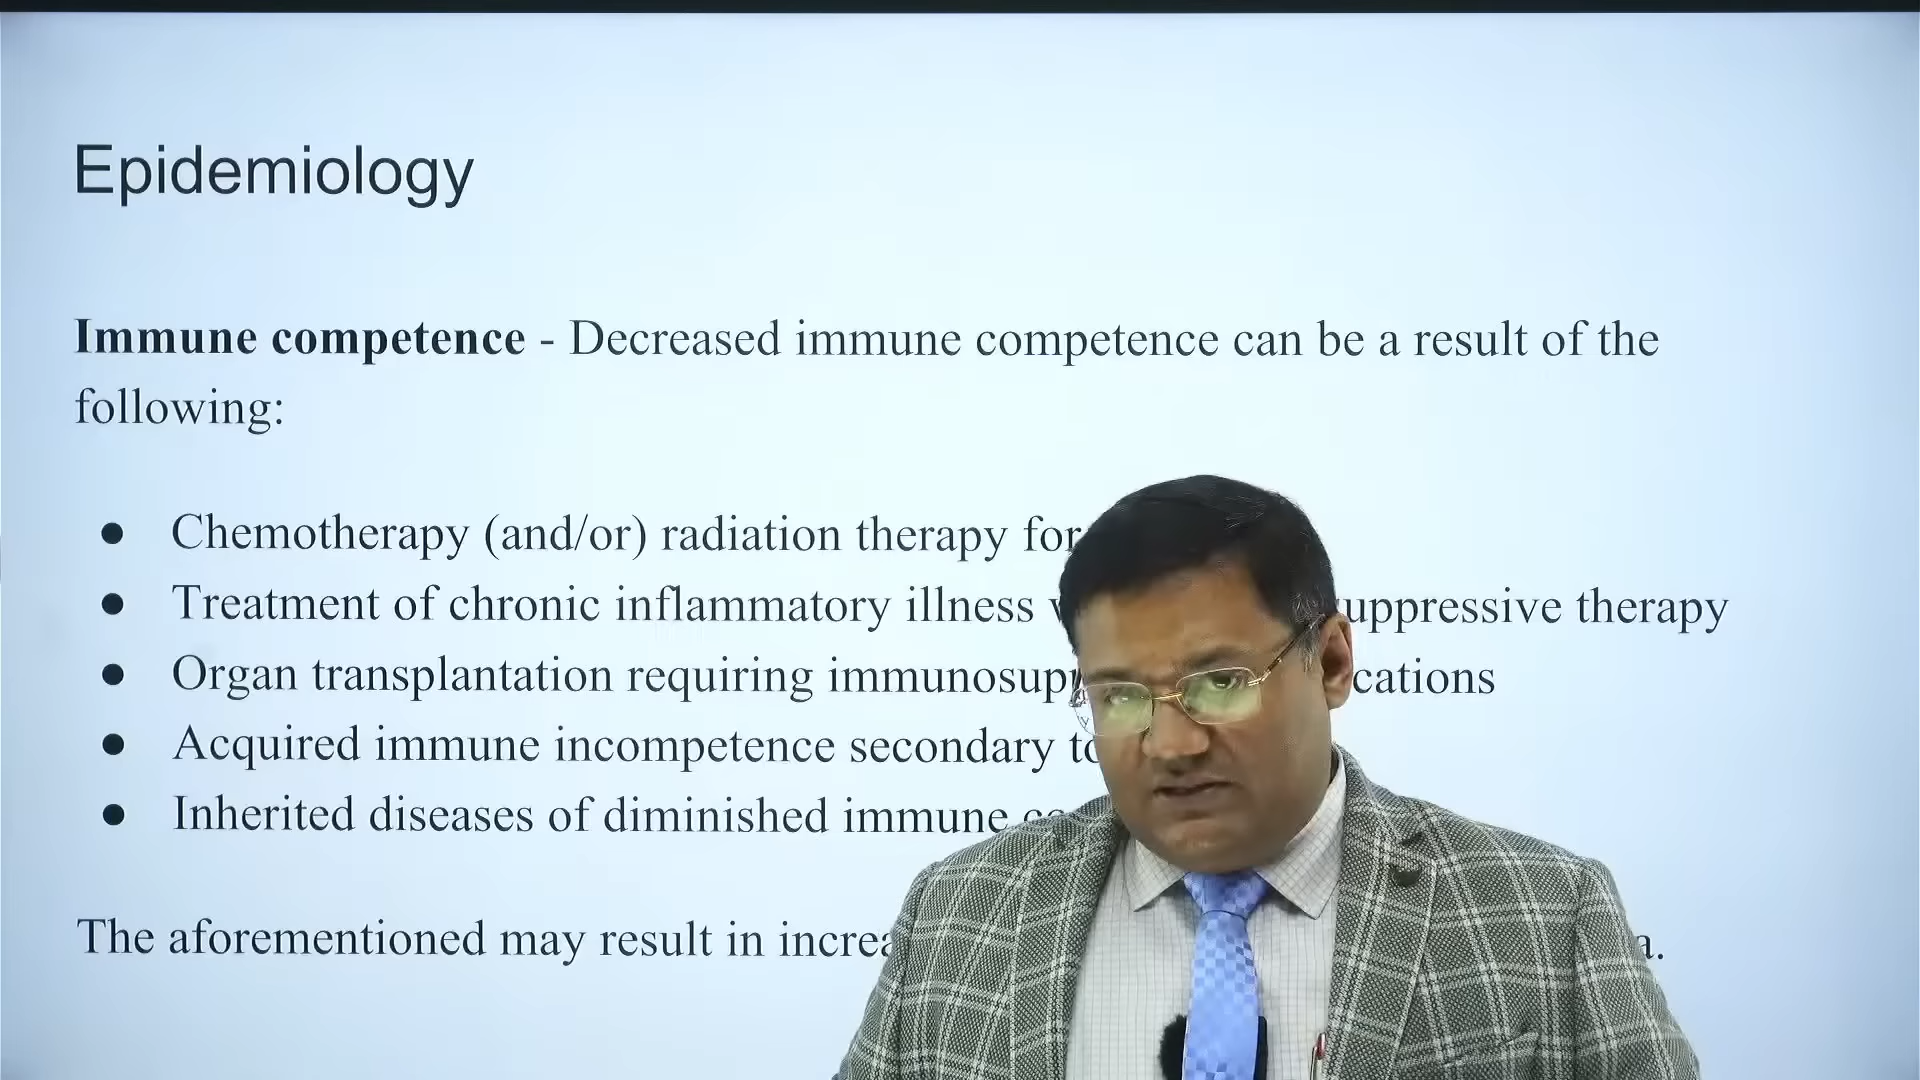 Epidemiology
Immune competence - Decreased immune competence can be a result of the
following:
● Chemotherapy (and/or) radiation therapy for
● Treatment of chronic inflammatory illness uppressive therapy
● Organ transplantation requiring immunosup cations
● Acquired immune incompetence secondary to
● Inherited diseases of diminished immune
The aforementioned may result in increa a.